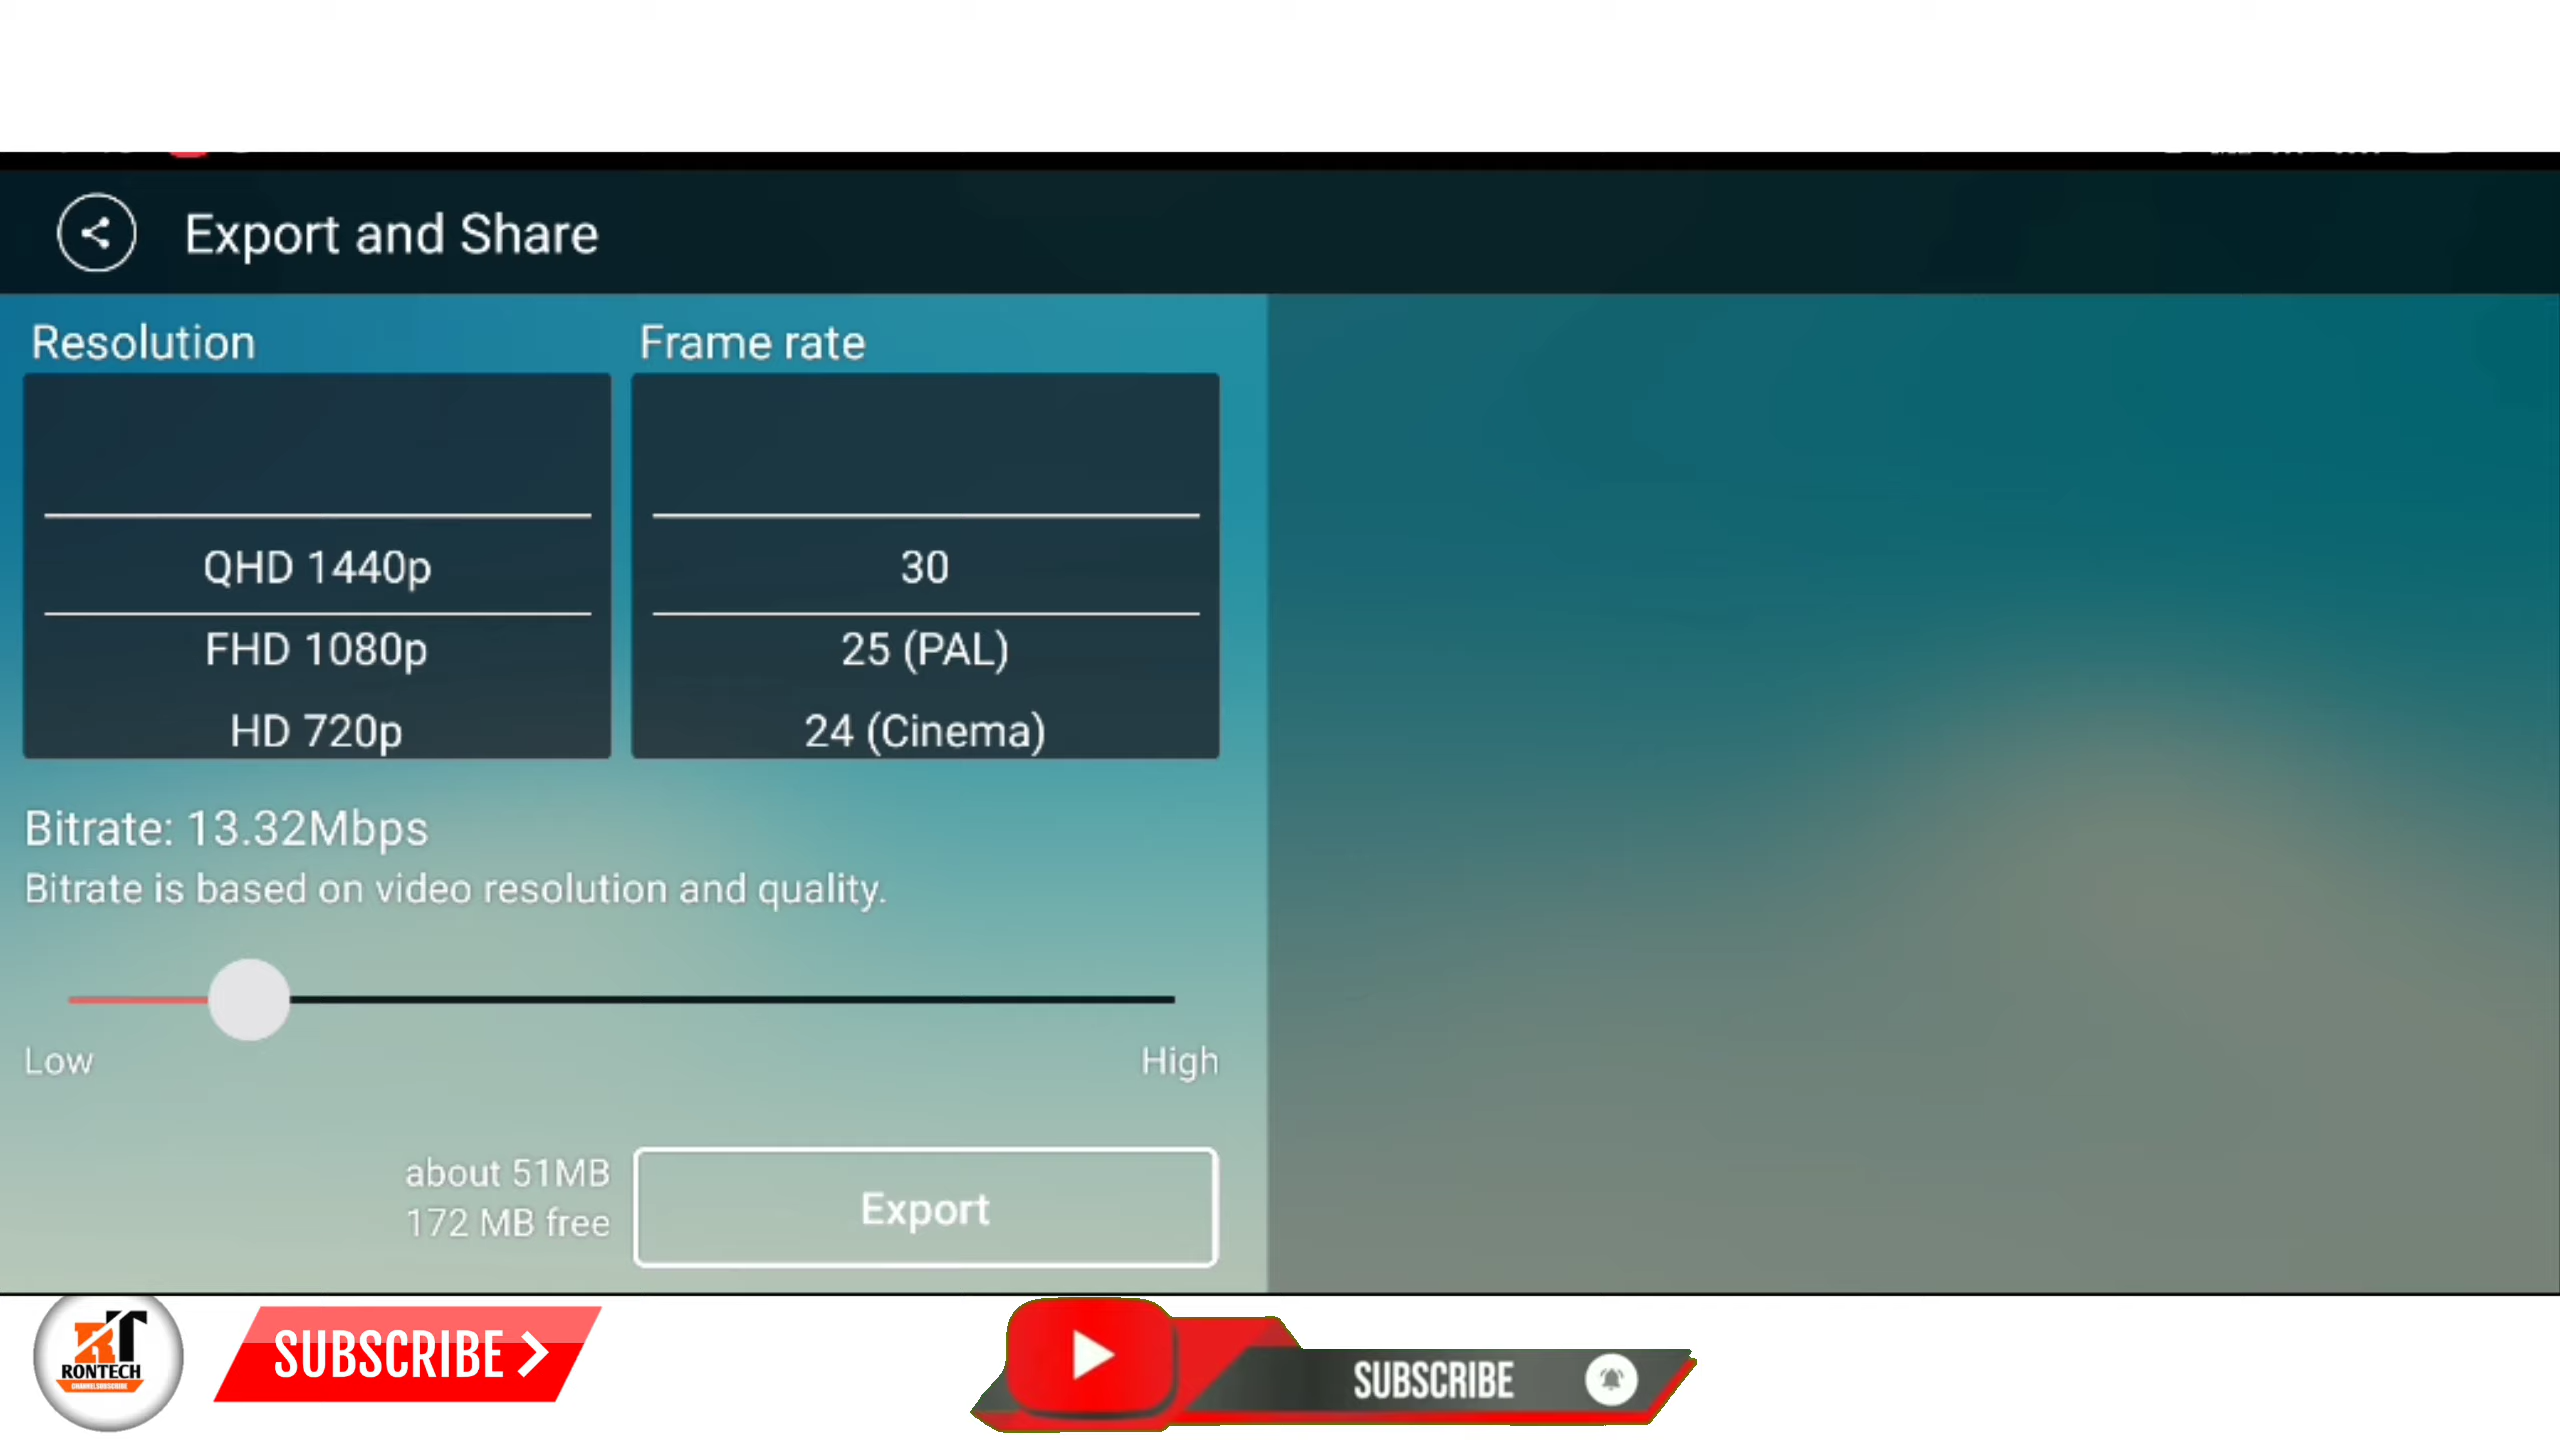 Export and Share
Resolution
Frame rate
QHD 1440p
30
FHD 1080p
25 (PAL)
HD 720p
24 (Cinema)
Bitrate: 13.32Mbps
Bitrate is based on video resolution and quality.
Low
High
about 51MB
172 MB free
Export
RT
RONTECH
SUBSCRIBE >
SUBSCRIBE